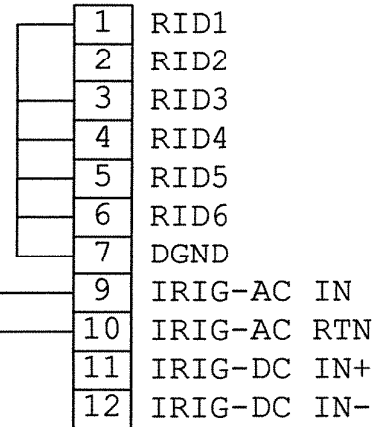 1 RID1
2 RID2
3 RID3
4 RID4
5 RID5
6 RID6
7 DGND
9 IRIG-AC IN
10 IRIG-AC RTN
11 IRIG-DC IN+
12 IRIG-DC IN-